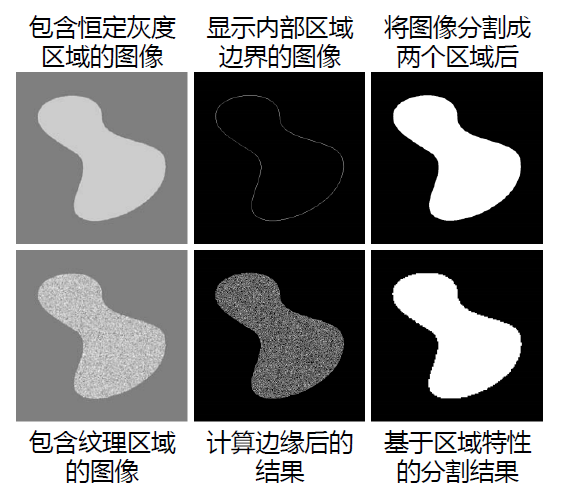 包含恒定灰度
区域的图像
显示内部区域
边界的图像
将图像分割成
两个区域后
包含纹理区域
的图像
计算边缘后的
结果
基于区域特性
的分割结果